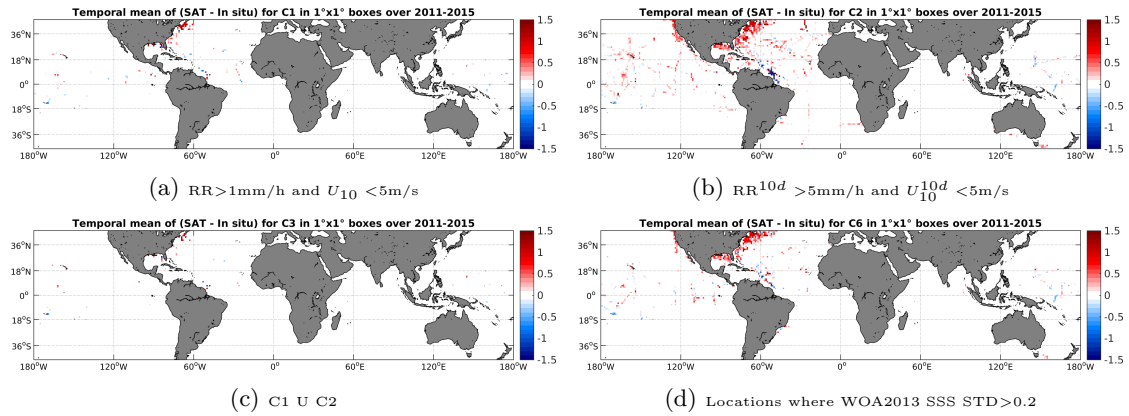 Temporal mean of (SAT - In situ) for C1 in 1°x1° boxes over 2011-2015
36°N
18°N
0°
18°S
36°S
180°W 120°W 60°W 0° 60°E 120°E 180°E
1.5
1
0.5
0
-0.5
-1
-1.5
(a) RR>1mm/h and U10 <5m/s
Temporal mean of (SAT - In situ) for C2 in 1°x1° boxes over 2011-2015
36°N
18°N
0°
18°S
36°S
180°W 120°W 60°W 0° 60°E 120°E 180°E
1.5
1
0.5
0
-0.5
-1
-1.5
(b) RR^10d >5mm/h and U10^10d <5m/s
Temporal mean of (SAT - In situ) for C3 in 1°x1° boxes over 2011-2015
36°N
18°N
0°
18°S
36°S
180°W 120°W 60°W 0° 60°E 120°E 180°E
1.5
1
0.5
0
-0.5
-1
-1.5
(c) C1 U C2
Temporal mean of (SAT - In situ) for C6 in 1°x1° boxes over 2011-2015
36°N
18°N
0°
18°S
36°S
180°W 120°W 60°W 0° 60°E 120°E 180°E
1.5
1
0.5
0
-0.5
-1
-1.5
(d) Locations where WOA2013 SSS STD>0.2